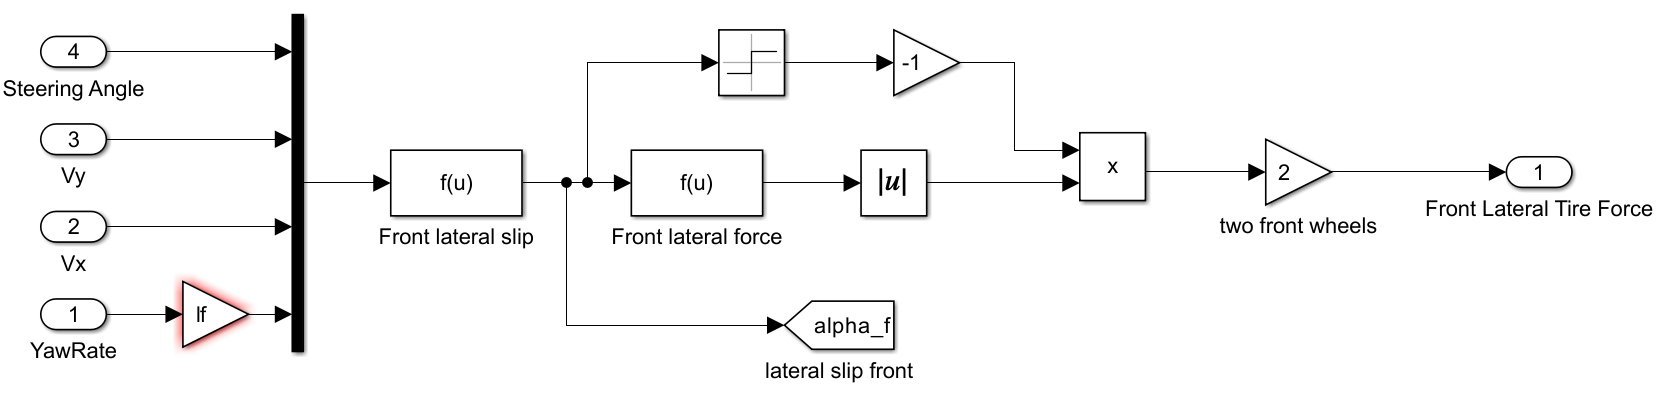 4
Steering Angle
3
Vy
2
Vx
1
YawRate
lf
f(u)
Front lateral slip
-1
f(u)
Front lateral force
|u|
alpha_f
lateral slip front
x
2
two front wheels
1
Front Lateral Tire Force